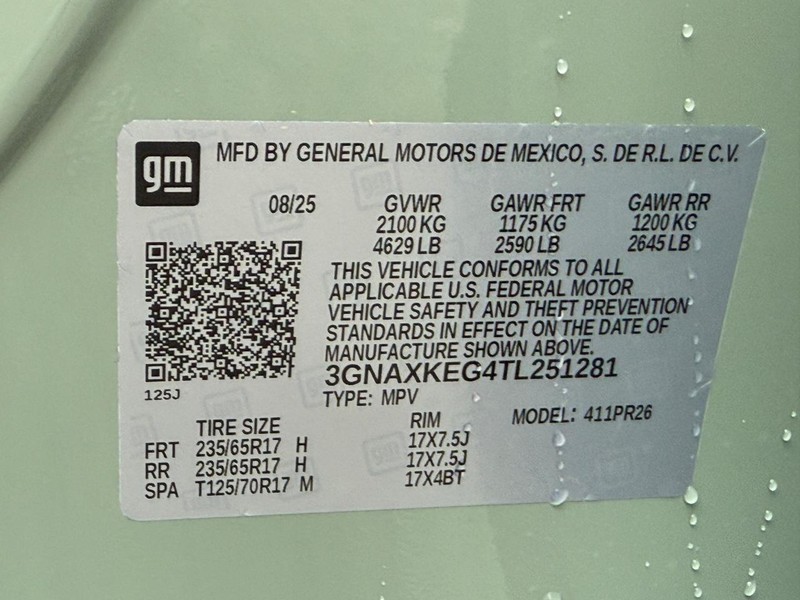 gm MFD BY GENERAL MOTORS DE MEXICO, S. DE R.L. DE C.V.
08/25 GVWR GAWR FRT GAWR RR
2100 KG 1175 KG 1200 KG
4629 LB 2590 LB 2645 LB
THIS VEHICLE CONFORMS TO ALL
APPLICABLE U.S. FEDERAL MOTOR
VEHICLE SAFETY AND THEFT PREVENTION
STANDARDS IN EFFECT ON THE DATE OF
MANUFACTURE SHOWN ABOVE.
3GNAXKEG4TL251281
125J
TYPE: MPV
TIRE SIZE RIM MODEL: 411PR26
FRT 235/65R17 H 17X7.5J
RR 235/65R17 H 17X7.5J
SPA T125/70R17 M 17X4BT